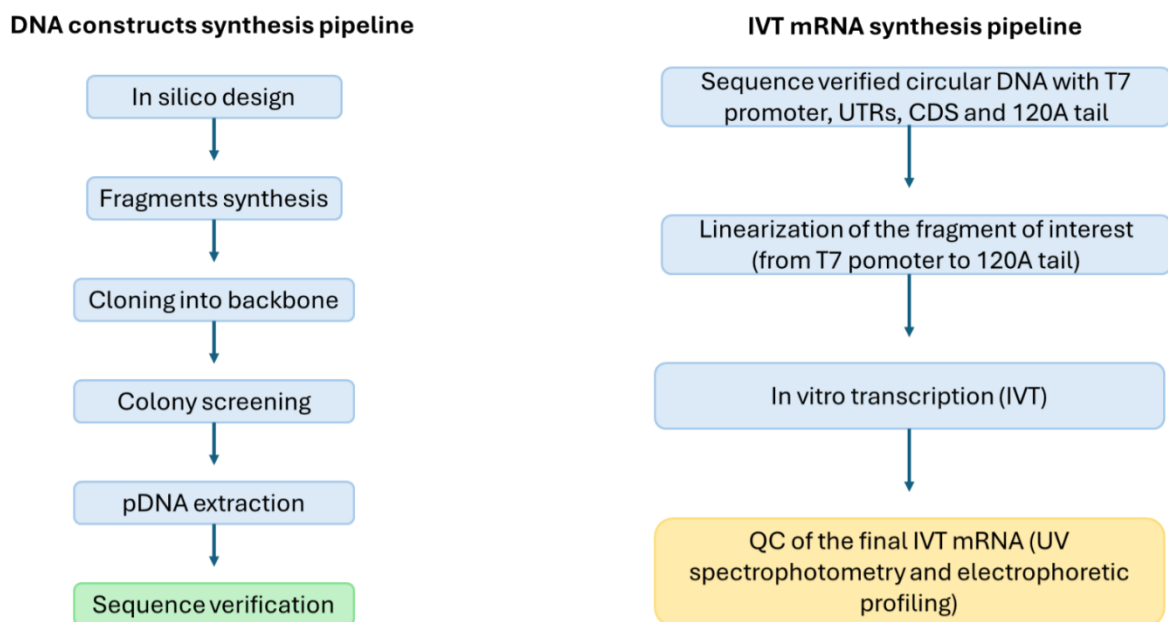 DNA constructs synthesis pipeline
In silico design
Fragments synthesis
Cloning into backbone
Colony screening
pDNA extraction
Sequence verification
IVT mRNA synthesis pipeline
Sequence verified circular DNA with T7
promoter, UTRs, CDS and 120A tail
Linearization of the fragment of interest
(from T7 pomoter to 120A tail)
In vitro transcription (IVT)
QC of the final IVT mRNA (UV
spectrophotometry and electrophoretic
profiling)